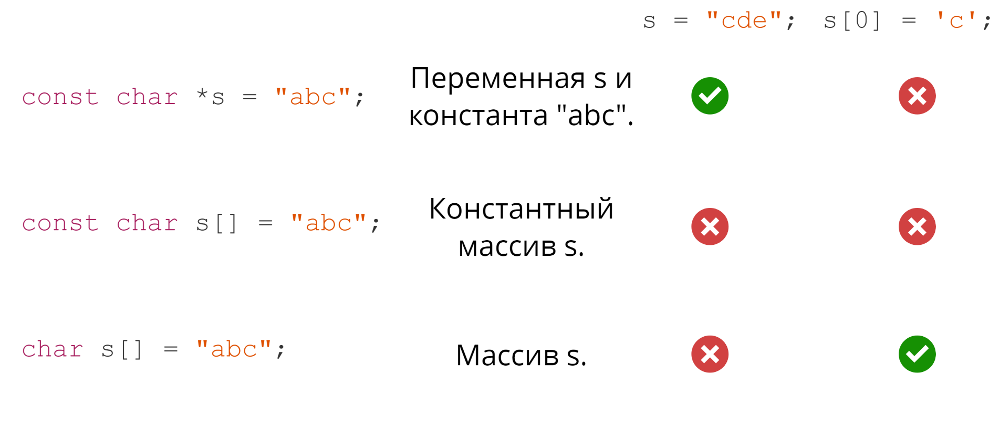 s = "cde"; s[0] = 'c';
const char *s = "abc";
Переменная s и
константа "abc".
const char s[] = "abc";
Константный
массив s.
char s[] = "abc";
Массив s.